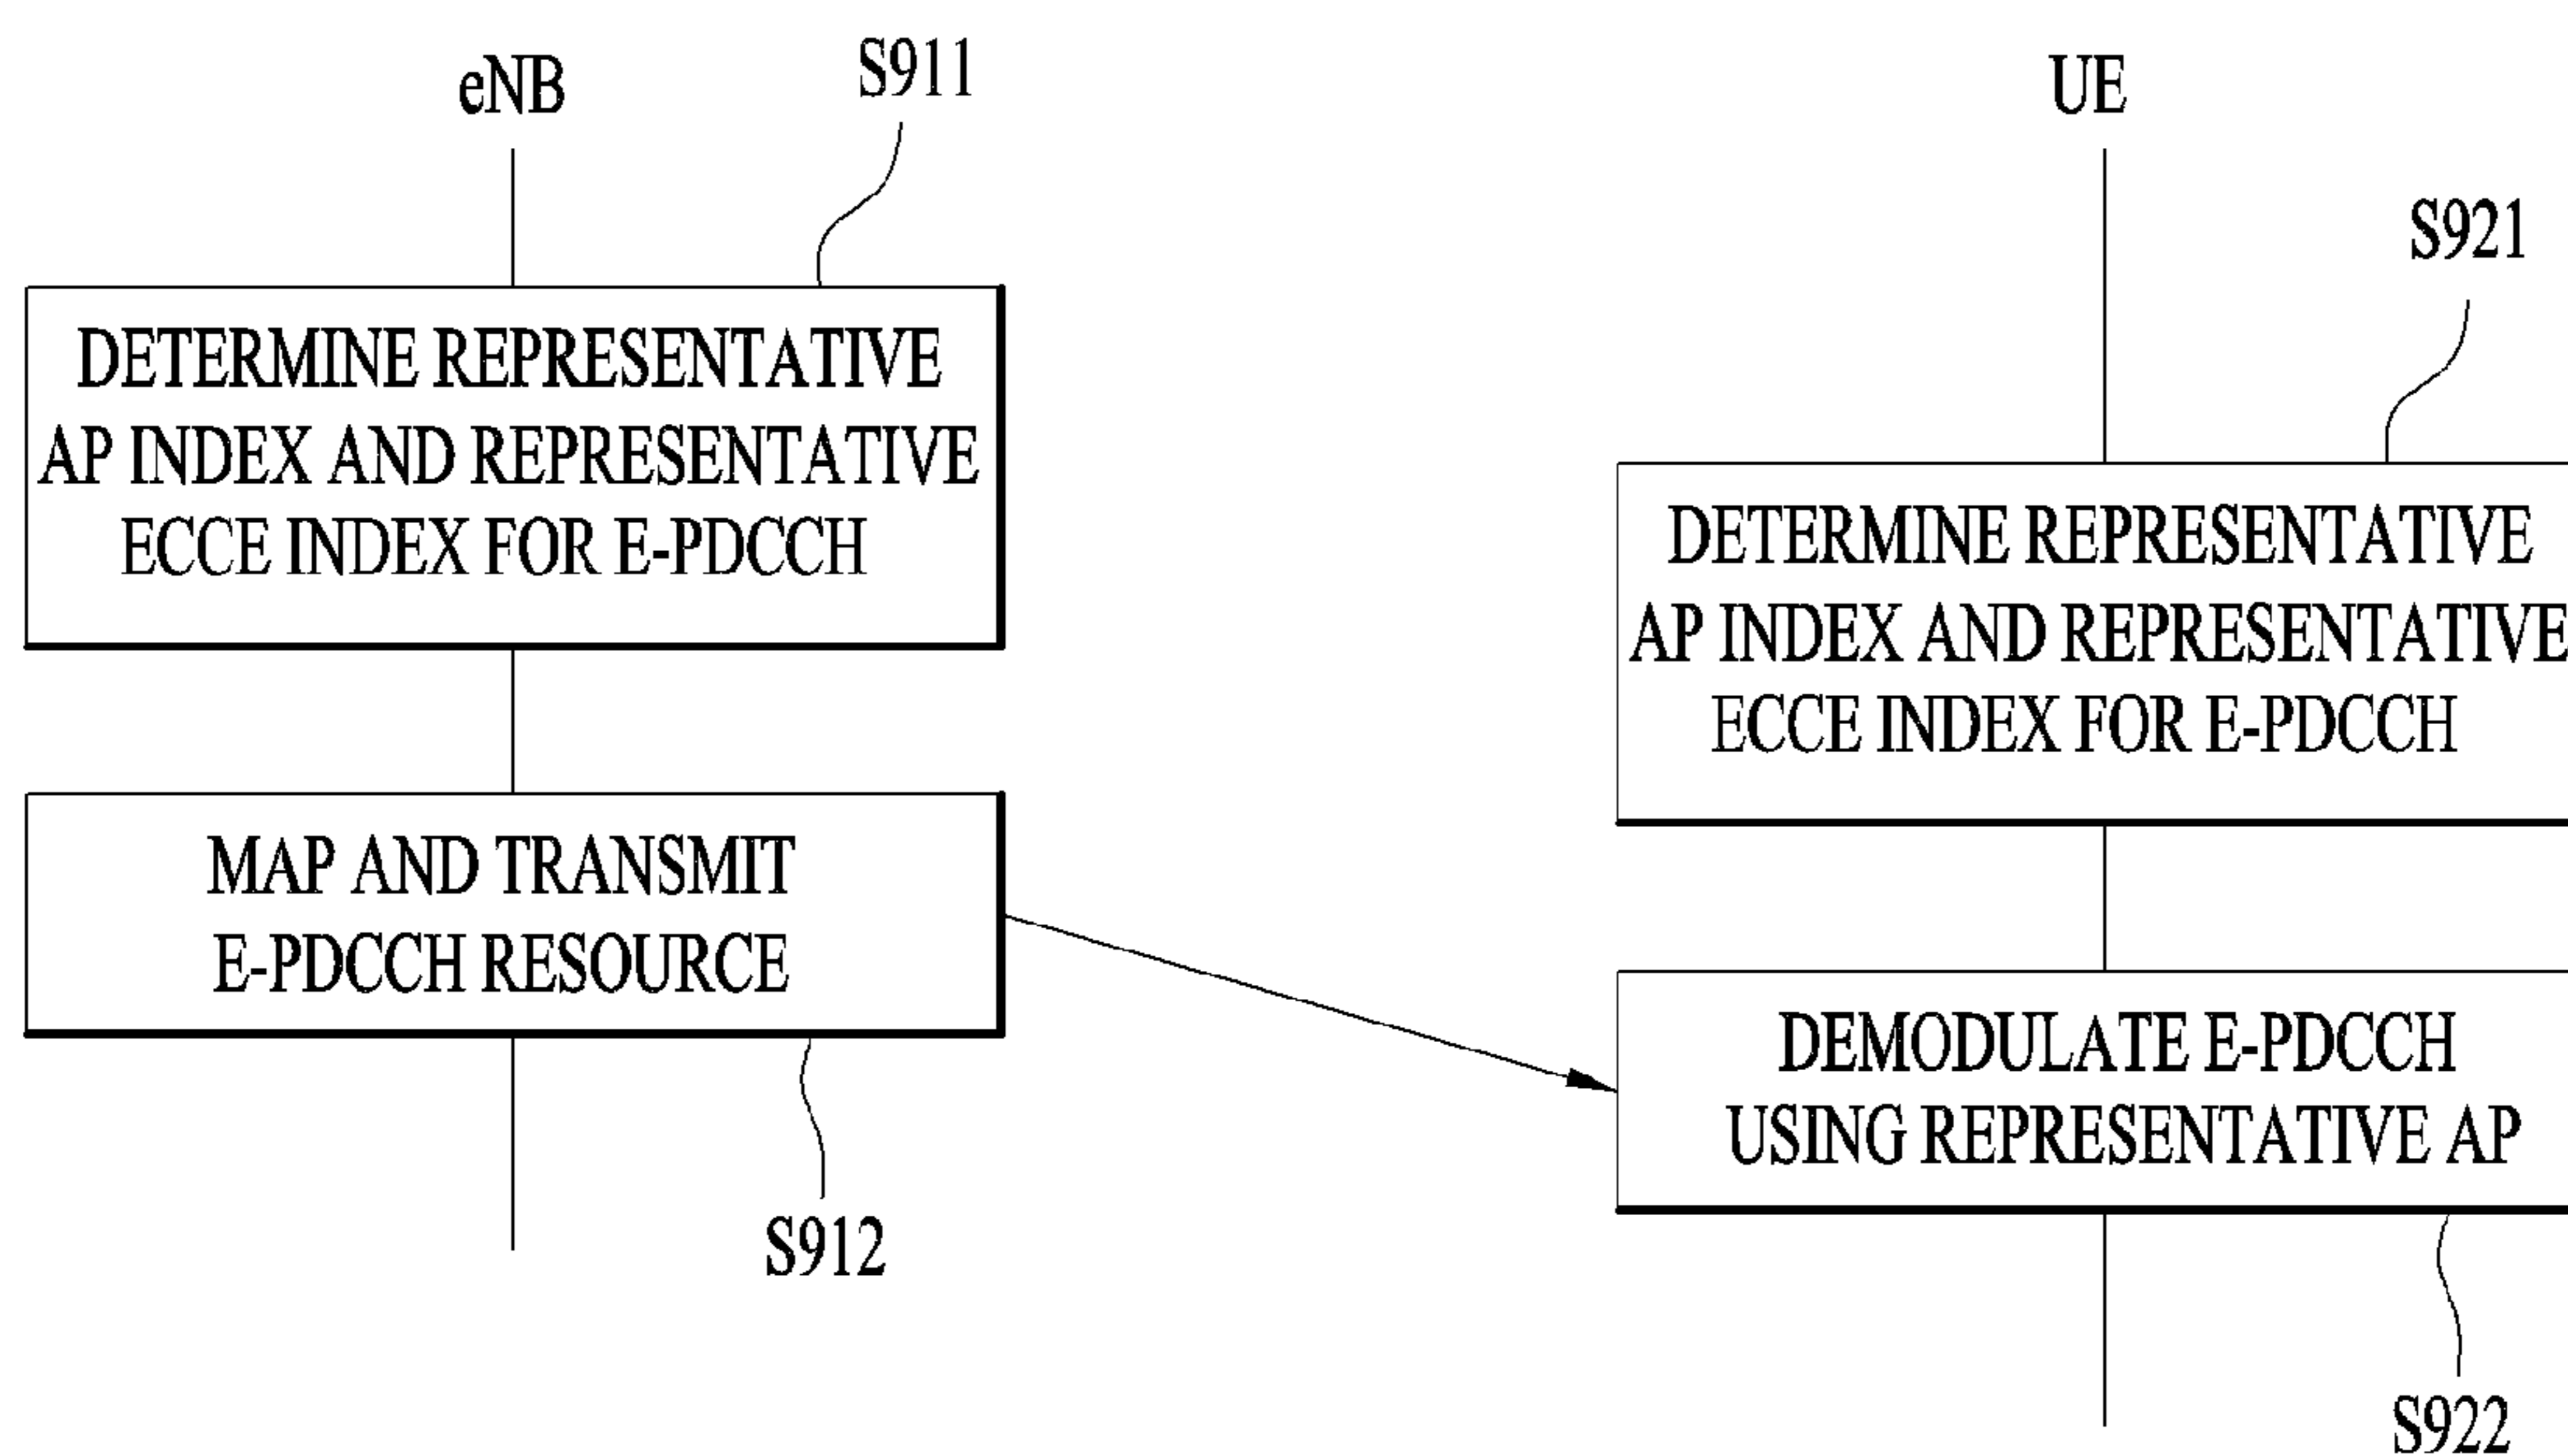 eNB
S911
DETERMINE REPRESENTATIVE
AP INDEX AND REPRESENTATIVE
ECCE INDEX FOR E-PDCCH
MAP AND TRANSMIT
E-PDCCH RESOURCE
S912
UE
S921
DETERMINE REPRESENTATIVE
AP INDEX AND REPRESENTATIVE
ECCE INDEX FOR E-PDCCH
DEMODULATE E-PDCCH
USING REPRESENTATIVE AP
S922